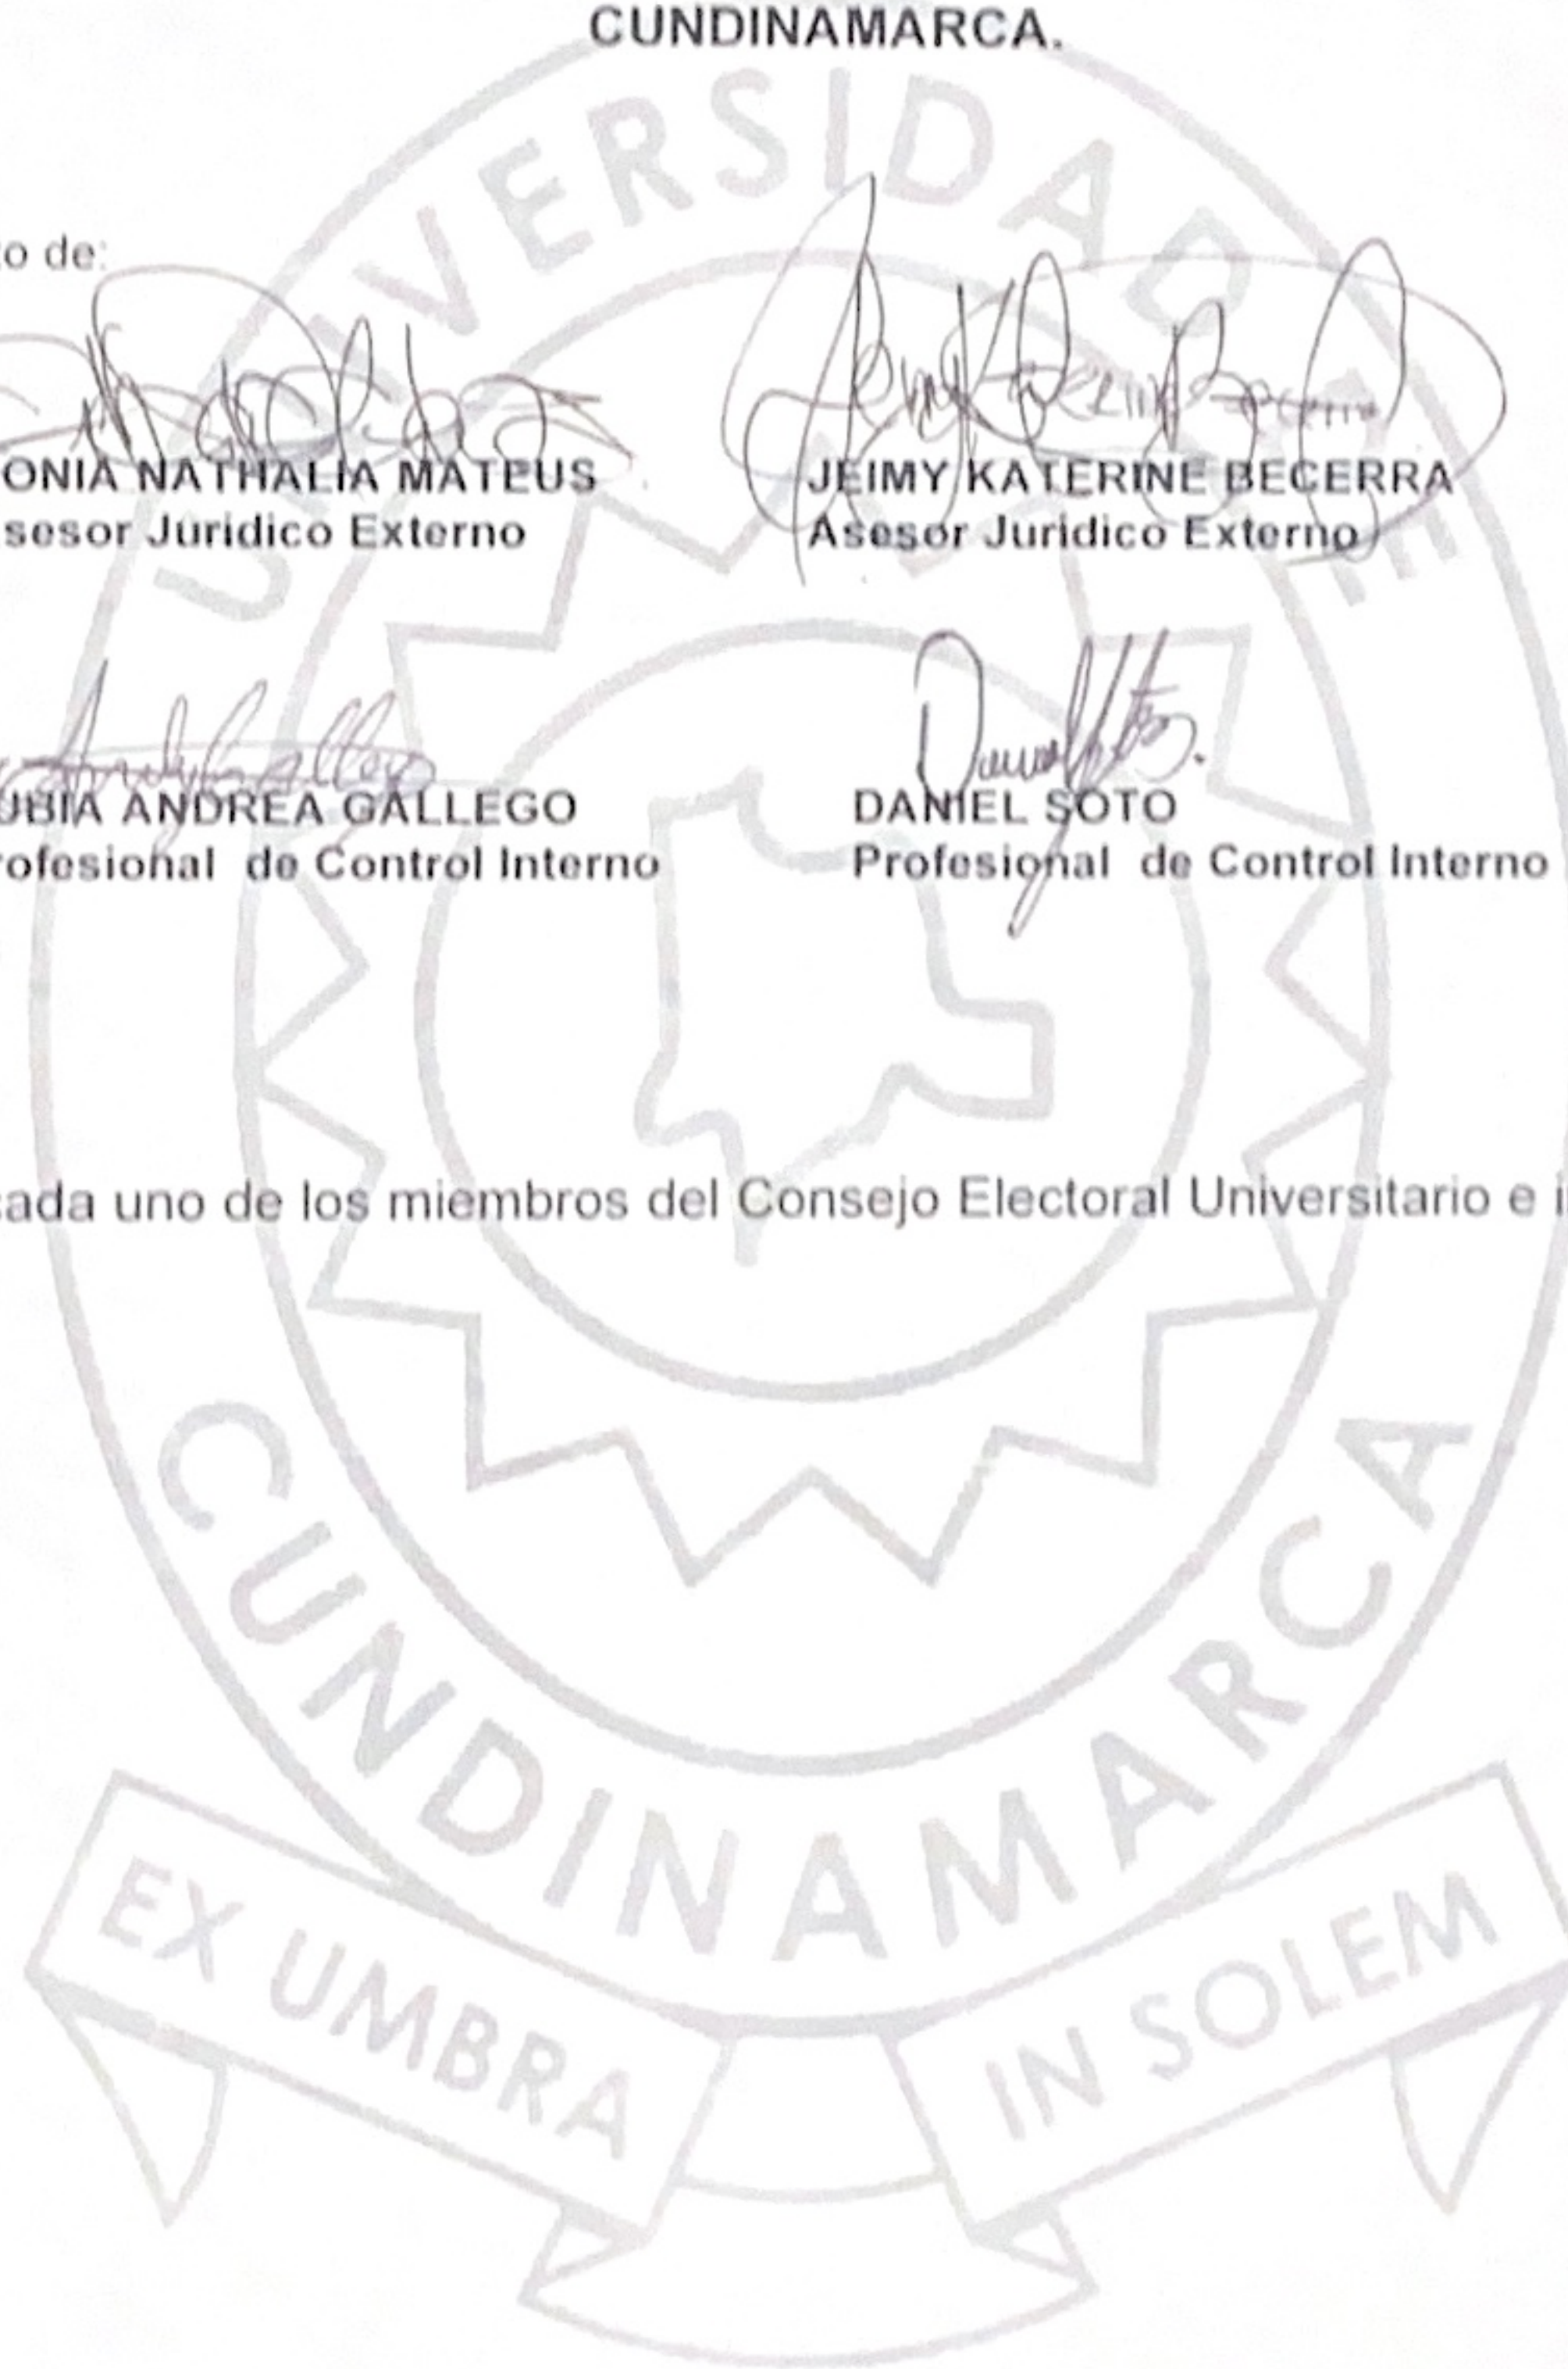 CUNDINAMARCA.
o de:
ONIA NATHALIA MATEUS
sesor Juridico Externo
JEIMY KATERINE BECERRA
Asesor Juridico Externo
UBIA ANDREA GALLEGO
rofesional de Control Interno
DANIEL SOTO
Profesional de Control Interno
cada uno de los miembros del Consejo Electoral Universitario e i
UNIVERSIDAD DE
CUNDINAMARCA
EX UMBRA
IN SOLEM